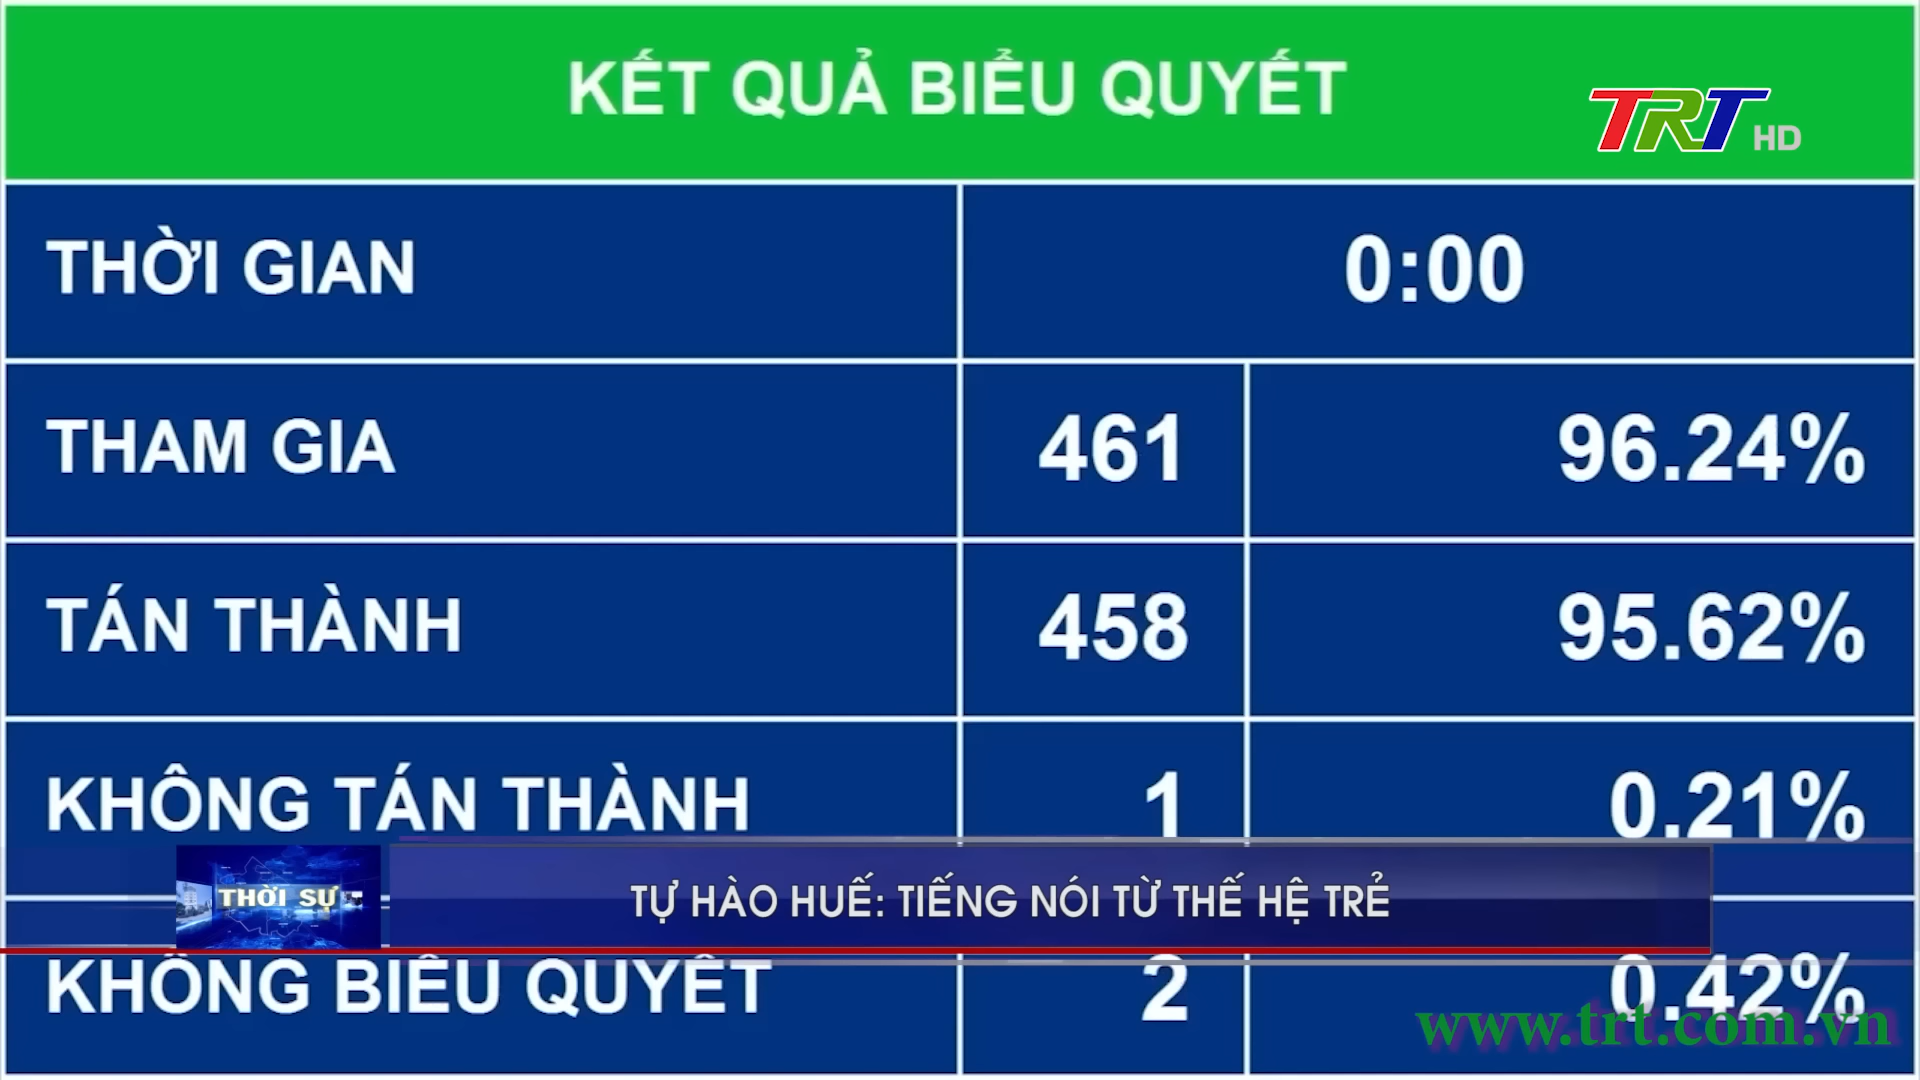 KẾT QUẢ BIỂU QUYẾT
TRT HD
THỜI GIAN 0:00
THAM GIA 461 96.24%
TÁN THÀNH 458 95.62%
KHÔNG TÁN THÀNH 1 0.21%
THỜI SỰ TỰ HÀO HUẾ: TIẾNG NÓI TỪ THẾ HỆ TRẺ
KHÔNG BIỂU QUYẾT 2 0.42%
www.trt.com.vn